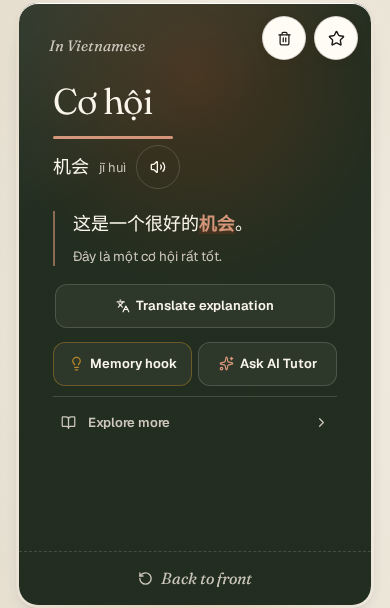 In Vietnamese
Cơ hội
机会 jī huì
这是一个很好的机会。
Đây là một cơ hội rất tốt.
Translate explanation
Memory hook
Ask AI Tutor
Explore more
Back to front